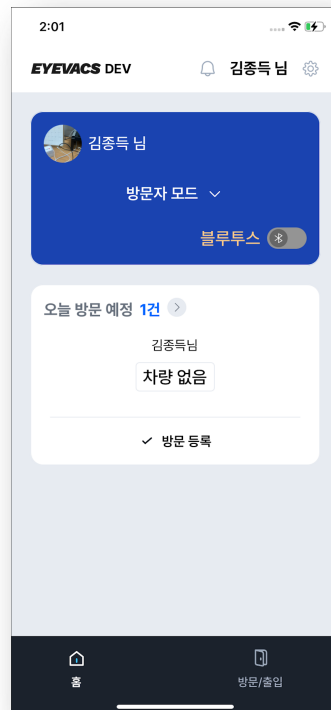 2:01
EYEVACS DEV
김종득 님
김종득 님
방문자 모드
블루투스
오늘 방문 예정 1건
김종득님
차량 없음
방문 등록
홈
방문/출입